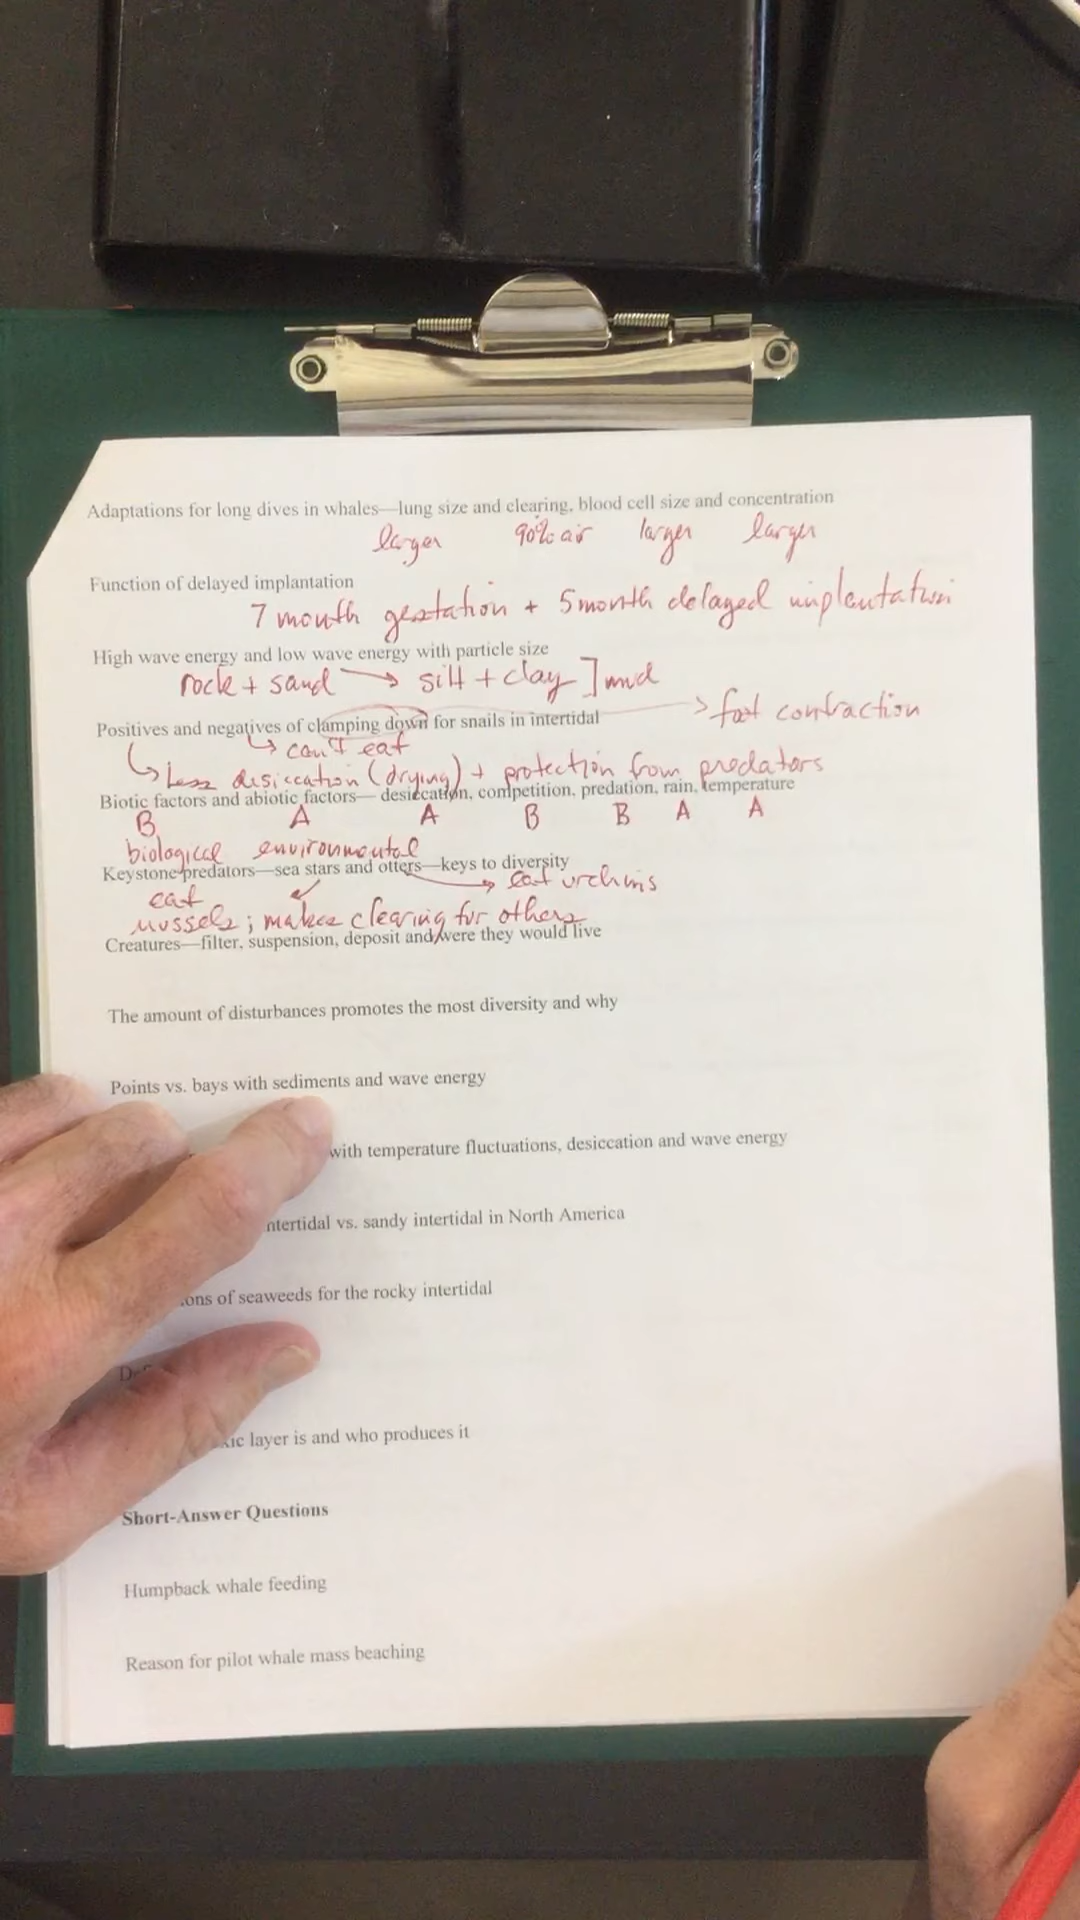 Adaptations for long dives in whales—lung size and clearing, blood cell size and concentration
larger 90% air larger larger
Function of delayed implantation
7 month gestation + 5 month delayed implantation
High wave energy and low wave energy with particle size
rock + sand → silt + clay ] mud
Positives and negatives of clamping down for snails in intertidal → foot contraction
↳ can't eat
↳ Less desiccation (drying) + protection from predators
Biotic factors and abiotic factors— desiccation, competition, predation, rain, temperature
B A A B B A A
biological environmental
Keystone predators—sea stars and otters—keys to diversity
eat → eat urchins
mussels; makes clearing for others
Creatures—filter, suspension, deposit and were they would live
The amount of disturbances promotes the most diversity and why
Points vs. bays with sediments and wave energy
with temperature fluctuations, desiccation and wave energy
ntertidal vs. sandy intertidal in North America
ons of seaweeds for the rocky intertidal
layer is and who produces it
Short-Answer Questions
Humpback whale feeding
Reason for pilot whale mass beaching